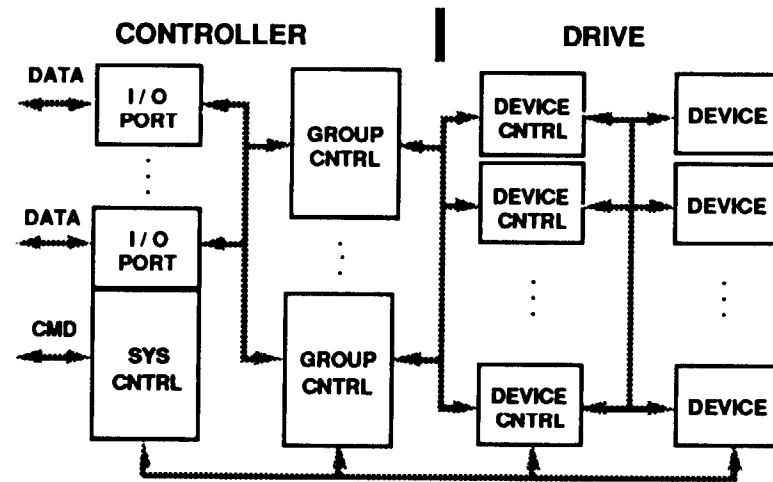 CONTROLLER
DRIVE
DATA
I / O
PORT
GROUP
CNTRL
DEVICE
CNTRL
DEVICE
DEVICE
CNTRL
DEVICE
DATA
I / O
PORT
CMD
SYS
CNTRL
GROUP
CNTRL
DEVICE
CNTRL
DEVICE